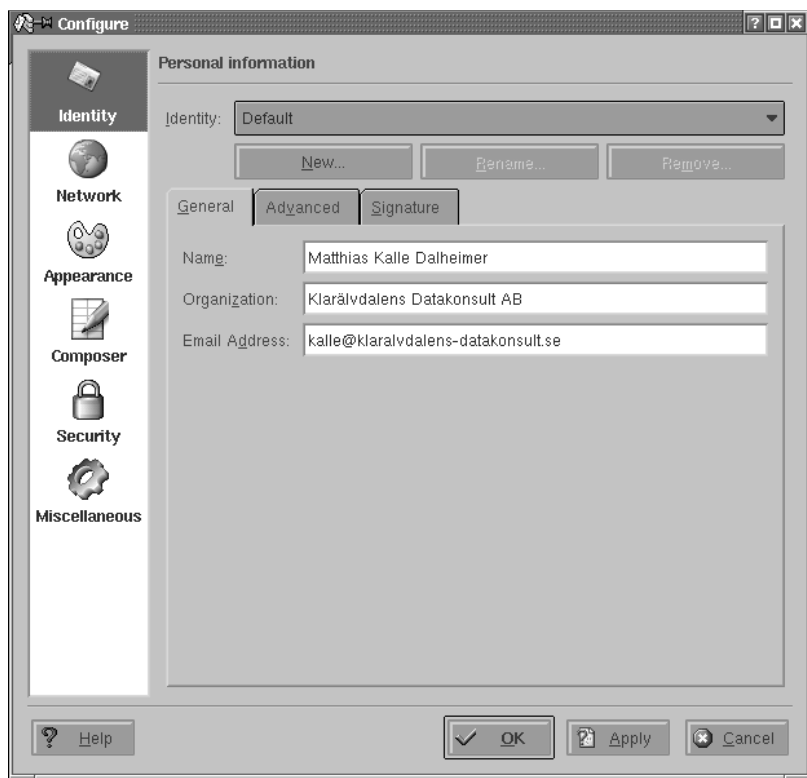 Configure
Personal information
Identity
Identity: Default
New... Rename... Remove...
Network
General Advanced Signature
Name: Matthias Kalle Dalheimer
Appearance
Organization: Klarälvdalens Datakonsult AB
Email Address: kalle@klaralvdalens-datakonsult.se
Composer
Security
Miscellaneous
Help OK Apply Cancel